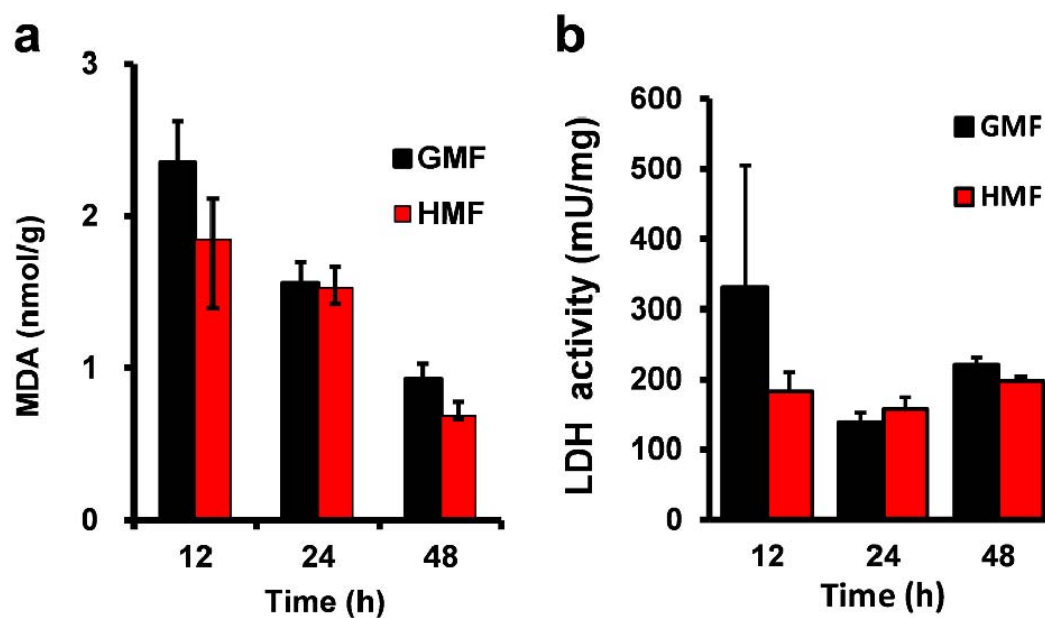 a
3
2
1
0
MDA (nmol/g)
GMF
HMF
12 24 48
Time (h)
b
600
500
400
300
200
100
0
LDH activity (mU/mg)
GMF
HMF
12 24 48
Time (h)